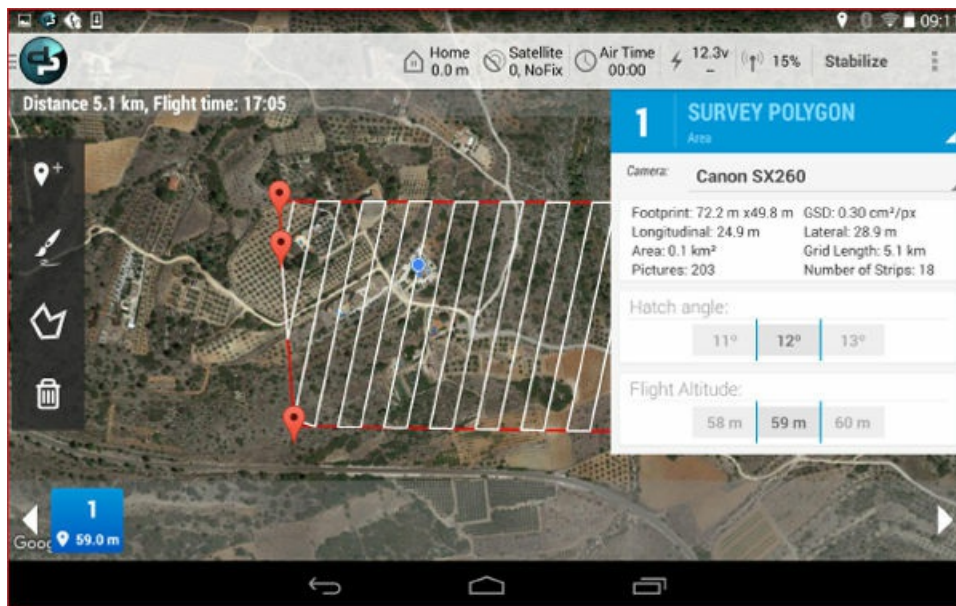 09:11
Home
0.0 m
Satellite
0, NoFix
Air Time
00:00
12.3v
–
15%
Stabilize
Distance 5.1 km, Flight time: 17:05
1
SURVEY POLYGON
Area
Camera:
Canon SX260
Footprint: 72.2 m x49.8 m GSD: 0.30 cm²/px
Longitudinal: 24.9 m Lateral: 28.9 m
Area: 0.1 km² Grid Length: 5.1 km
Pictures: 203 Number of Strips: 18
Hatch angle:
11º 12º 13º
Flight Altitude:
58 m 59 m 60 m
1
59.0 m
Goog